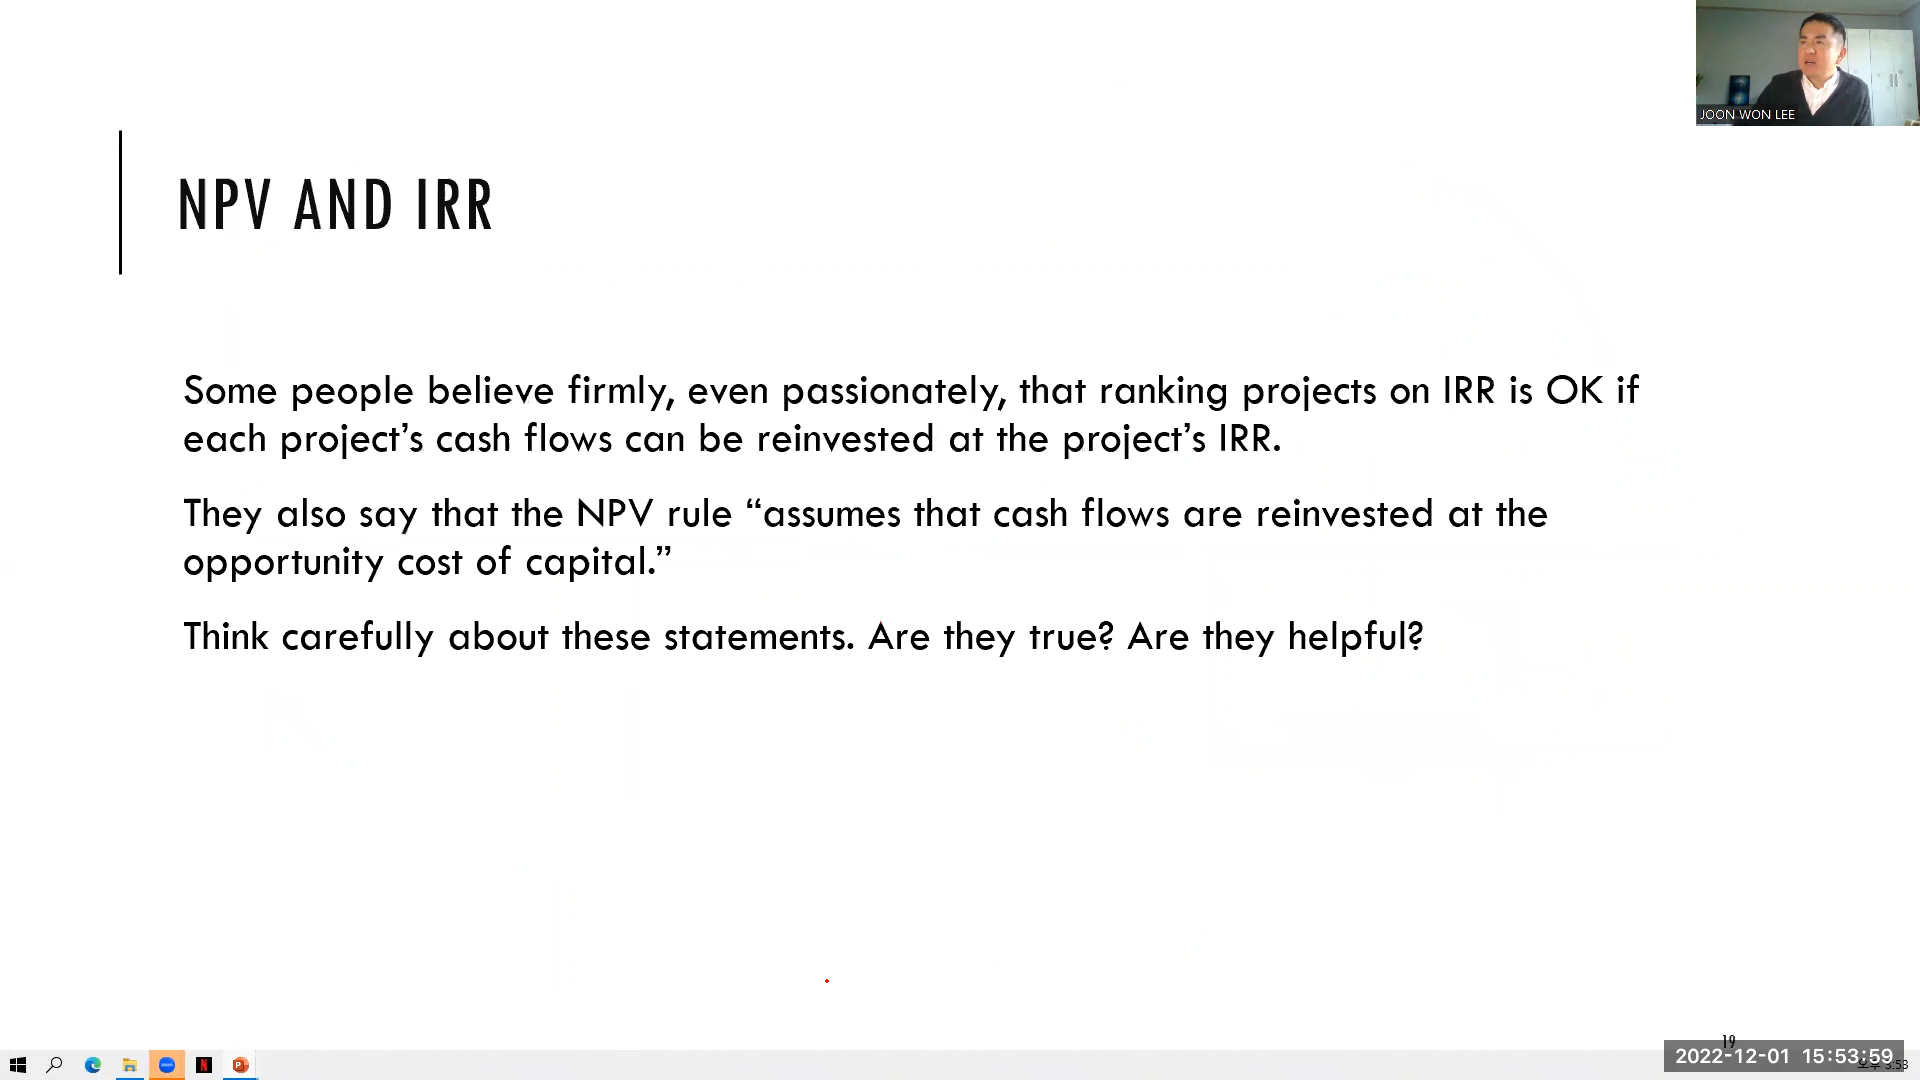 JOON WON LEE
NPV AND IRR
Some people believe firmly, even passionately, that ranking projects on IRR is OK if
each project’s cash flows can be reinvested at the project’s IRR.
They also say that the NPV rule “assumes that cash flows are reinvested at the
opportunity cost of capital.”
Think carefully about these statements. Are they true? Are they helpful?
19
2022-12-01 15:53:59